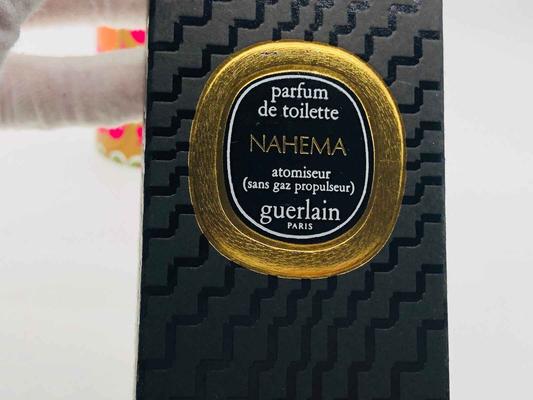 parfum
de toilette
NAHEMA
atomiseur
(sans gaz propulseur)
guerlain
PARIS